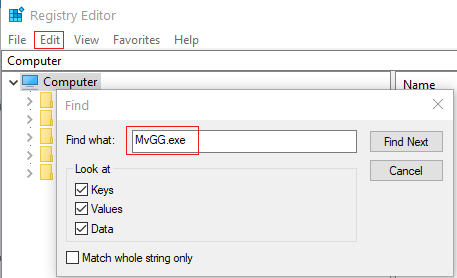 Registry Editor
File Edit View Favorites Help
Computer
Computer
Name
Find
Find what: MvGG.exe Find Next
Cancel
Look at
Keys
Values
Data
Match whole string only